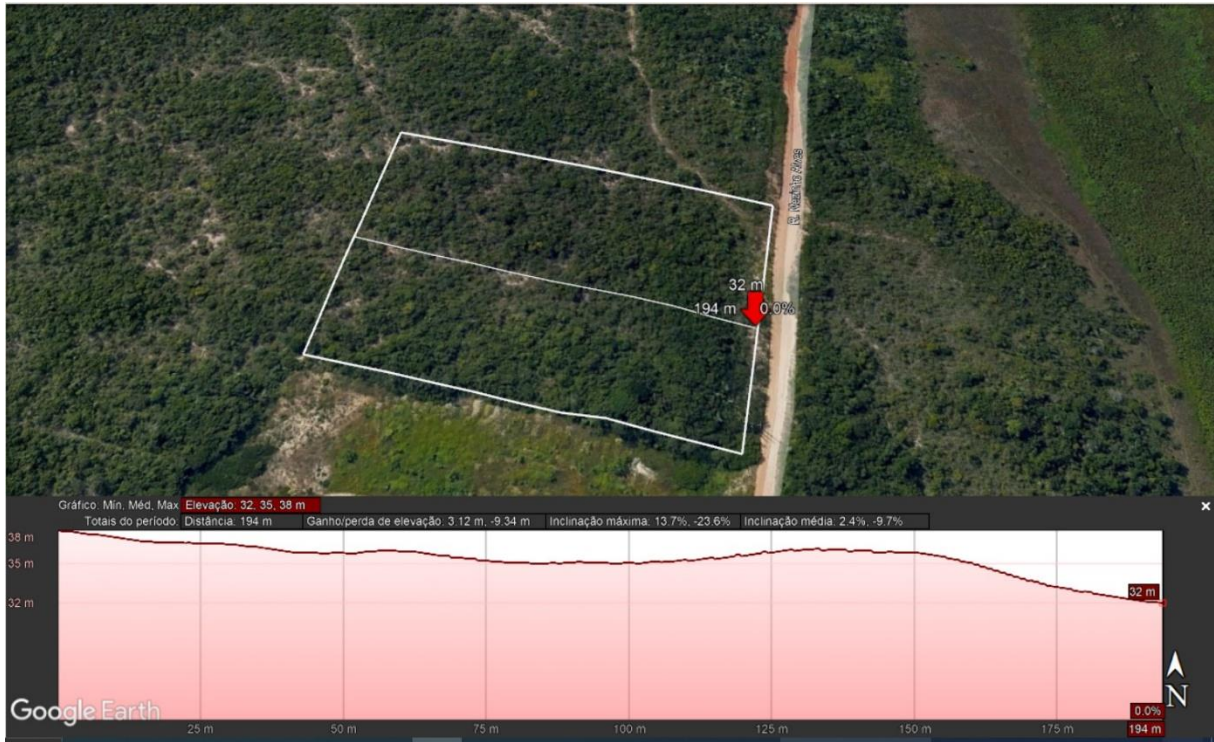 32 m
194 m 0.0%
Gráfico: Mín, Méd, Max Elevação: 32, 35, 38 m
Totais do período: Distância: 194 m Ganho/perda de elevação: 3.12 m, -9.34 m Inclinação máxima: 13.7%, -23.6% Inclinação média: 2.4%, -9.7%
38 m
35 m
32 m
32 m
N
Google Earth
0.0%
25 m 50 m 75 m 100 m 125 m 150 m 175 m 194 m